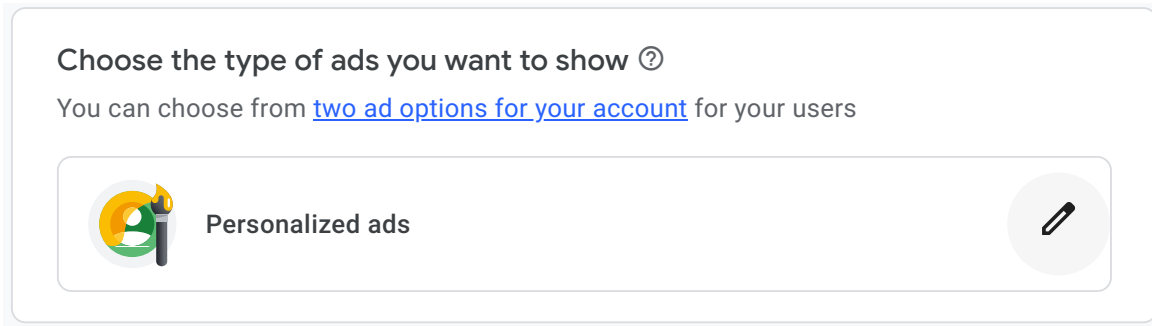 Choose the type of ads you want to show
You can choose from two ad options for your account for your users
Personalized ads